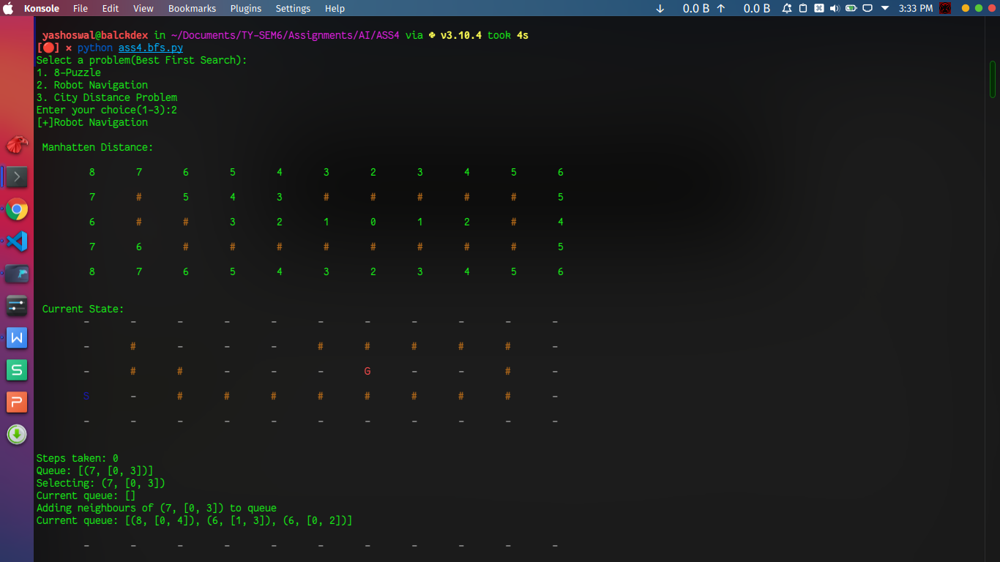 Konsole File Edit View Bookmarks Plugins Settings Help ↓ 0.0 B ↑ 0.0 B 3:33 PM
yashoswal@balckdex in ~/Documents/TY-SEM6/Assignments/AI/ASS4 via v3.10.4 took 4s
[🔴] × python ass4.bfs.py
Select a problem(Best First Search):
1. 8-Puzzle
2. Robot Navigation
3. City Distance Problem
Enter your choice(1-3):2
[+]Robot Navigation
Manhatten Distance:
8 7 6 5 4 3 2 3 4 5 6
7 # 5 4 3 # # # # # 5
6 # # 3 2 1 0 1 2 # 4
7 6 # # # # # # # # 5
8 7 6 5 4 3 2 3 4 5 6
Current State:
- - - - - - - - - - -
- # - - - # # # # # -
- # # - - - G - - # -
S - # # # # # # # # -
- - - - - - - - - - -
Steps taken: 0
Queue: [(7, [0, 3])]
Selecting: (7, [0, 3])
Current queue: []
Adding neighbours of (7, [0, 3]) to queue
Current queue: [(8, [0, 4]), (6, [1, 3]), (6, [0, 2])]
- - - - - - - - - - -